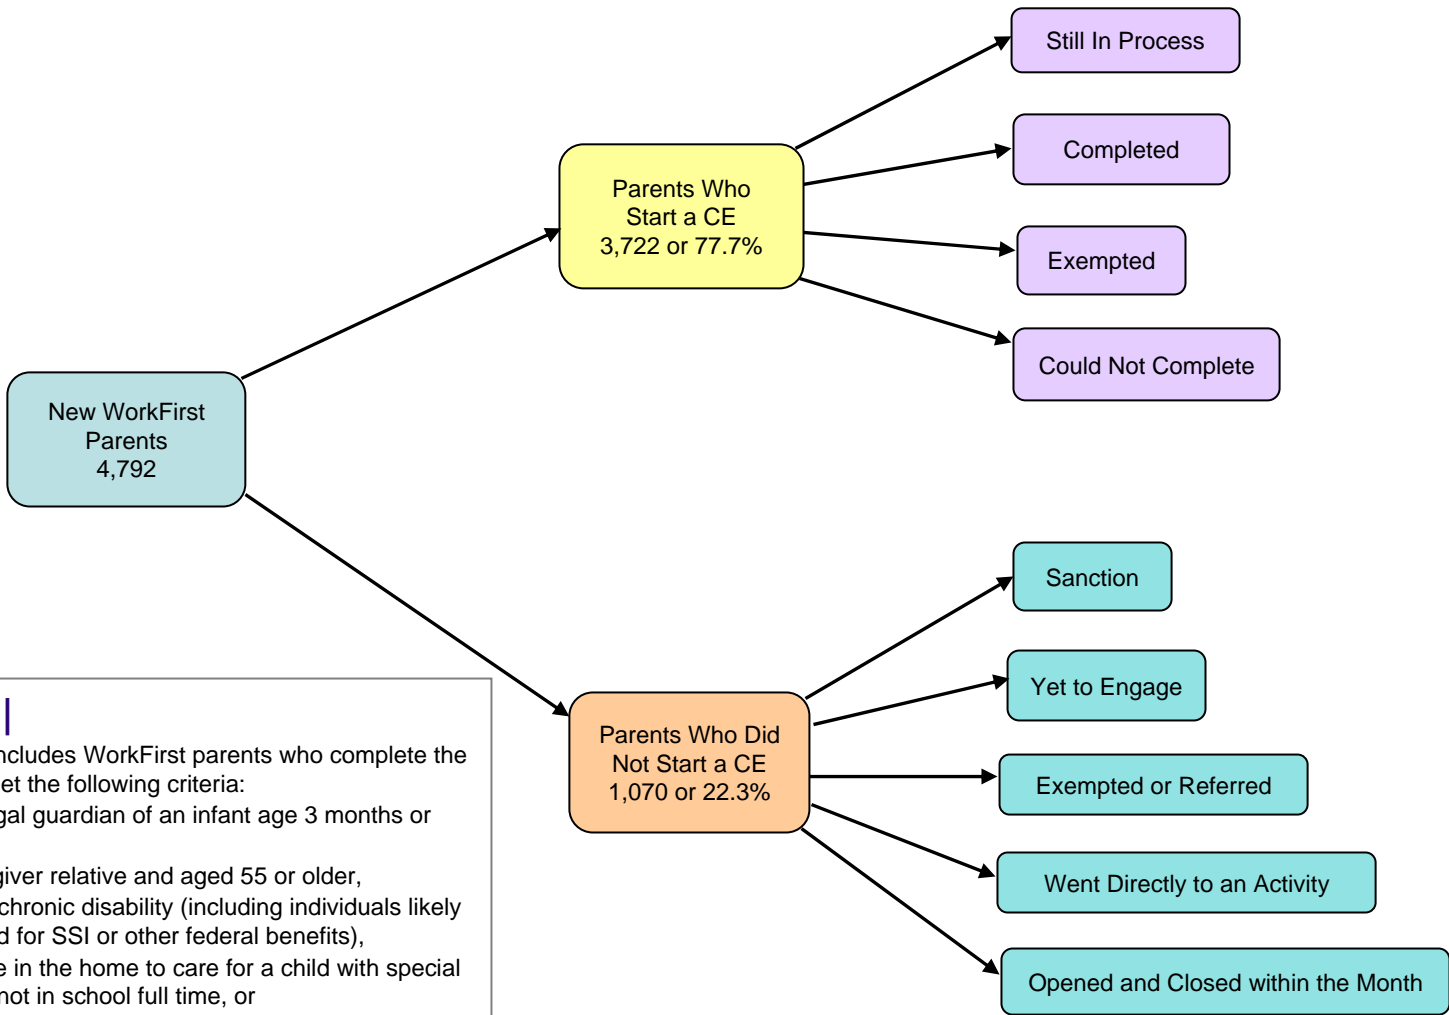 Still In Process
Completed
Exempted
Could Not Complete
Parents Who
Start a CE
3,722 or 77.7%
New WorkFirst
Parents
4,792
Sanction
Yet to Engage
Exempted or Referred
Went Directly to an Activity
Opened and Closed within the Month
Parents Who Did
Not Start a CE
1,070 or 22.3%
ncludes WorkFirst parents who complete the
et the following criteria:
gal guardian of an infant age 3 months or
giver relative and aged 55 or older,
chronic disability (including individuals likely
d for SSI or other federal benefits),
e in the home to care for a child with special
not in school full time, or